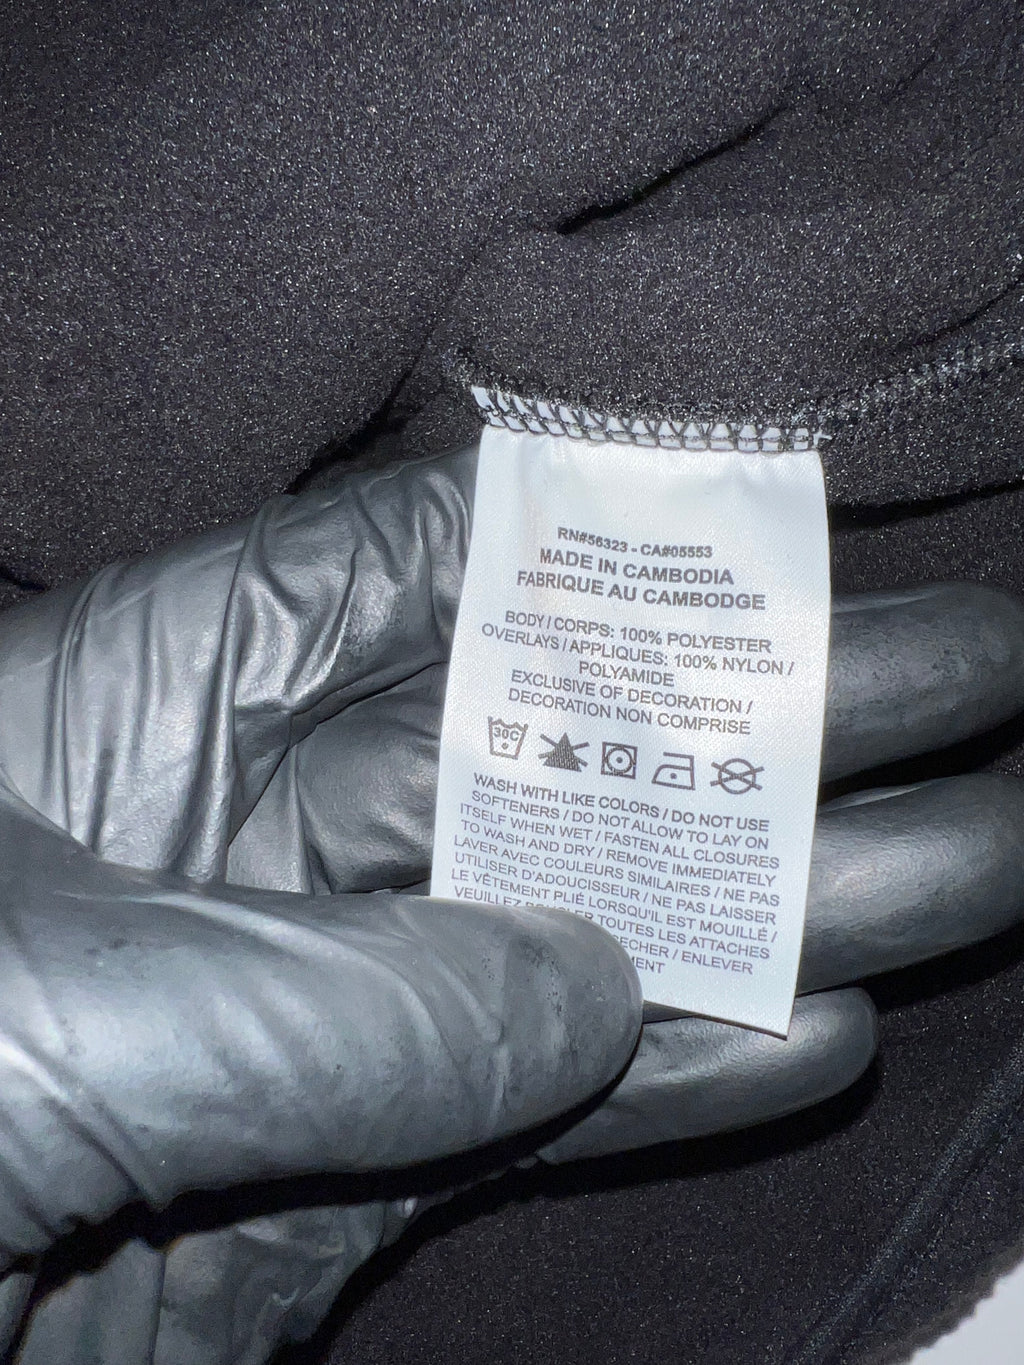 RN#56323 - CA#05553
MADE IN CAMBODIA
FABRIQUE AU CAMBODGE
BODY / CORPS: 100% POLYESTER
OVERLAYS / APPLIQUES: 100% NYLON /
POLYAMIDE
EXCLUSIVE OF DECORATION /
DECORATION NON COMPRISE
30C
WASH WITH LIKE COLORS / DO NOT USE
SOFTENERS / DO NOT ALLOW TO LAY ON
ITSELF WHEN WET / FASTEN ALL CLOSURES
TO WASH AND DRY / REMOVE IMMEDIATELY
LAVER AVEC COULEURS SIMILAIRES / NE PAS
UTILISER D'ADOUCISSEUR / NE PAS LAISSER
LE VÊTEMENT PLIÉ LORSQU'IL EST MOUILLÉ /
VEUILLEZ TOUTES LES ATTACHES
/ ENLEVER